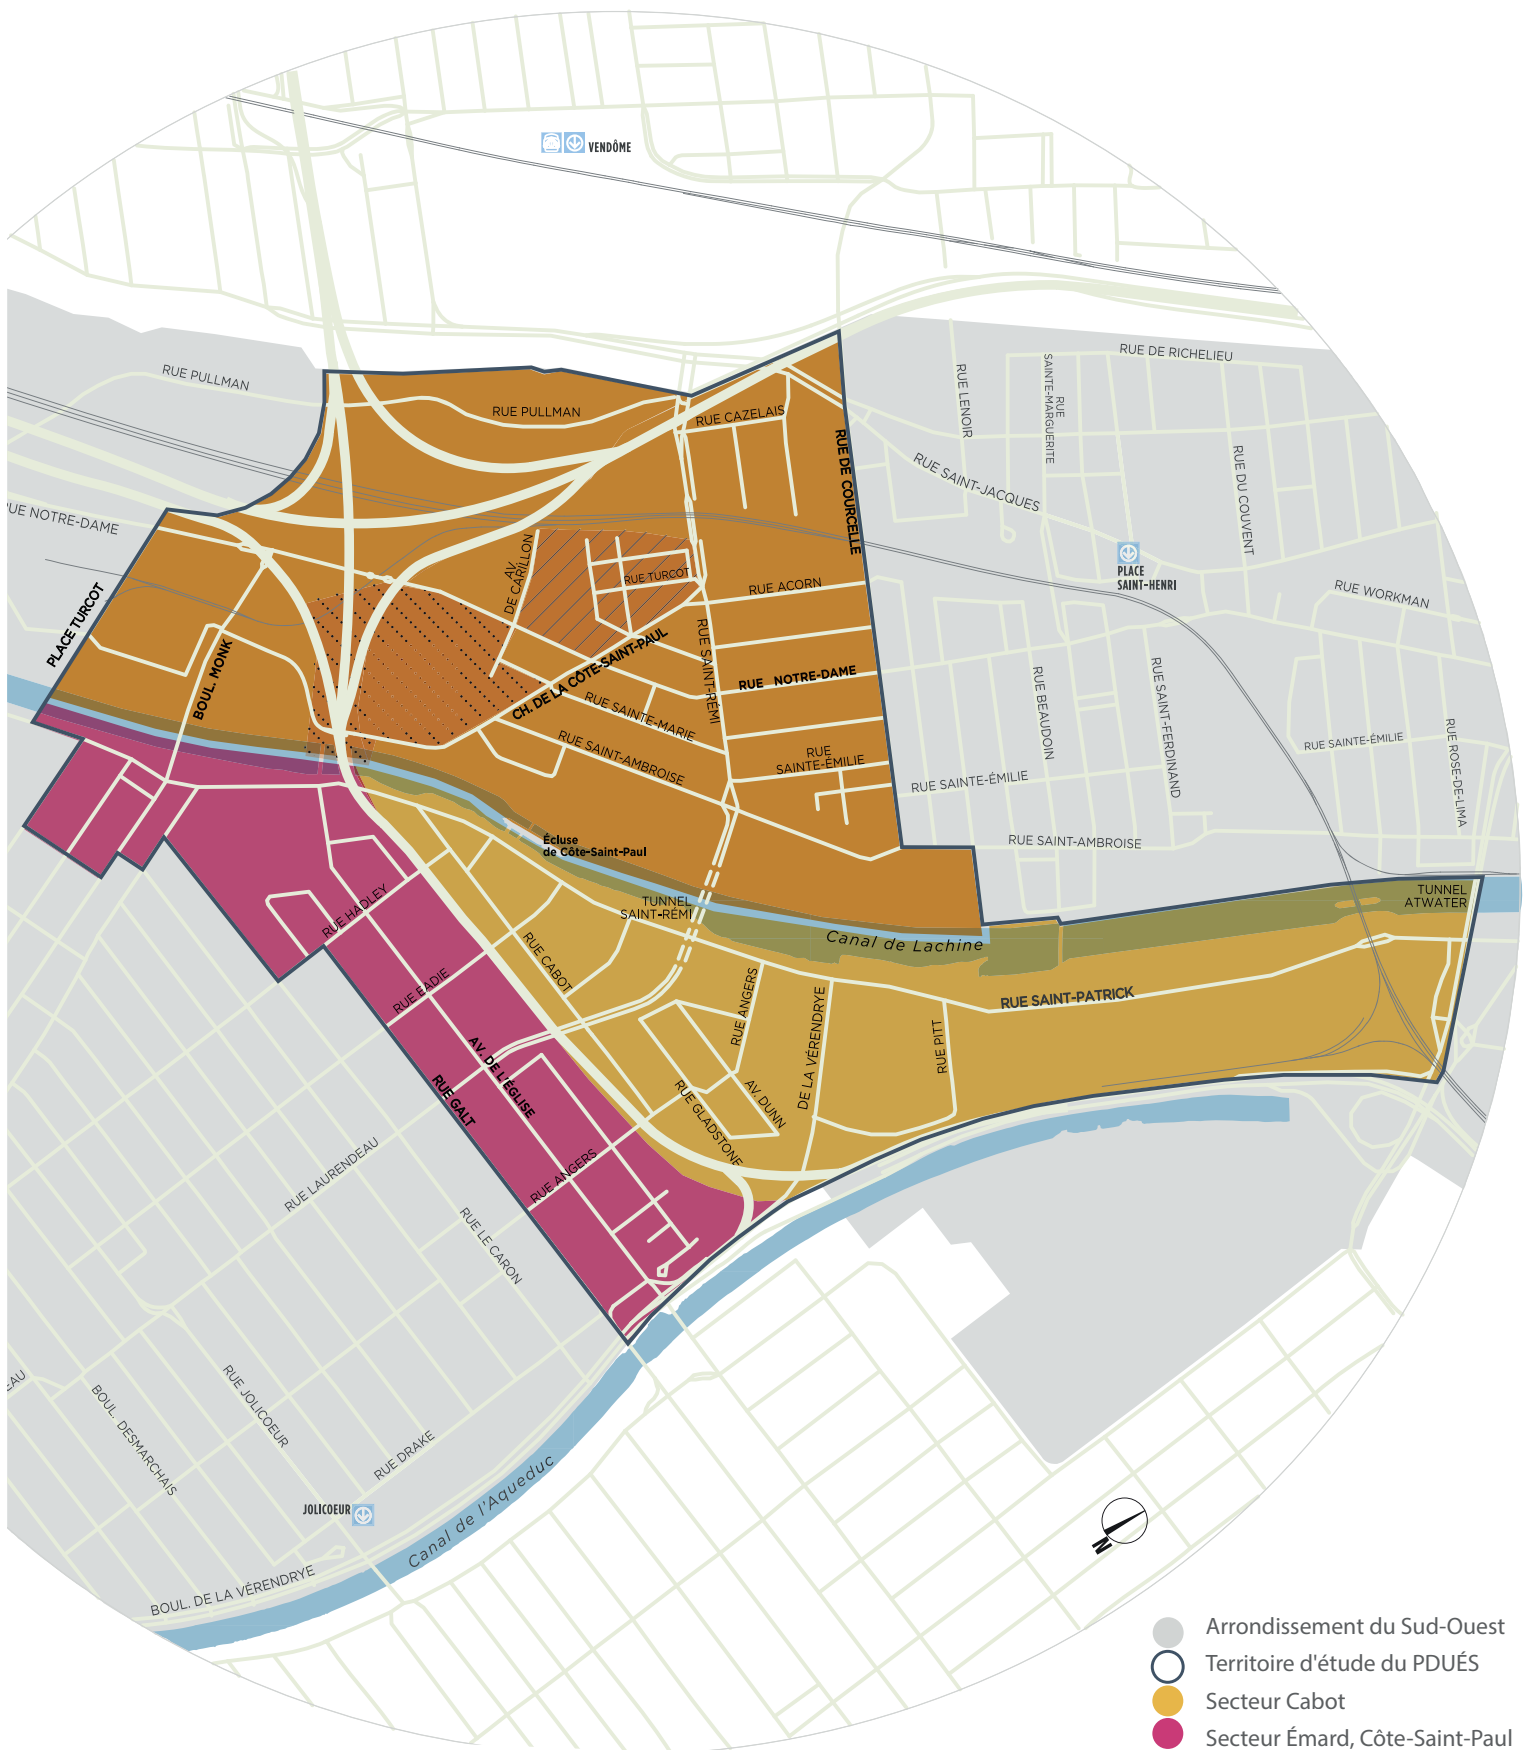 VENDÔME
RUE PULLMAN
RUE PULLMAN
RUE CAZELAIS
RUE DE COURCELLE
RUE LENOIR
RUE
SAINTE-MARGUERITE
RUE DE RICHELIEU
RUE SAINT-JACQUES
RUE DU COUVENT
RUE NOTRE-DAME
AV.
DE CARILLON
RUE TURCOT
RUE ACORN
PLACE
SAINT-HENRI
RUE WORKMAN
PLACE TURCOT
BOUL. MONK
CH. DE LA CÔTE-SAINT-PAUL
RUE SAINT-RÉMI
RUE NOTRE-DAME
RUE SAINTE-MARIE
RUE SAINT-AMBROISE
RUE
SAINTE-ÉMILIE
RUE BEAUDOIN
RUE SAINT-FERDINAND
RUE SAINTE-ÉMILIE
RUE SAINTE-ÉMILIE
RUE ROSE-DE-LIMA
RUE SAINT-AMBROISE
Écluse
de Côte-Saint-Paul
TUNNEL
SAINT-RÉMI
TUNNEL
ATWATER
Canal de Lachine
RUE HADLEY
RUE CABOT
RUE EADIE
RUE ANGERS
DE LA VÉRENDRYE
RUE PITT
RUE SAINT-PATRICK
AV. DE L'ÉGLISE
RUE GALT
RUE GLADSTONE
AV. DUNN
RUE ANGERS
RUE LAURENDEAU
RUE LE CARON
EAU
BOUL. DESMARCHAIS
RUE JOLICOEUR
RUE DRAKE
JOLICOEUR
Canal de l'Aqueduc
BOUL. DE LA VÉRENDRYE
N
Arrondissement du Sud-Ouest
Territoire d'étude du PDUÉS
Secteur Cabot
Secteur Émard, Côte-Saint-Paul